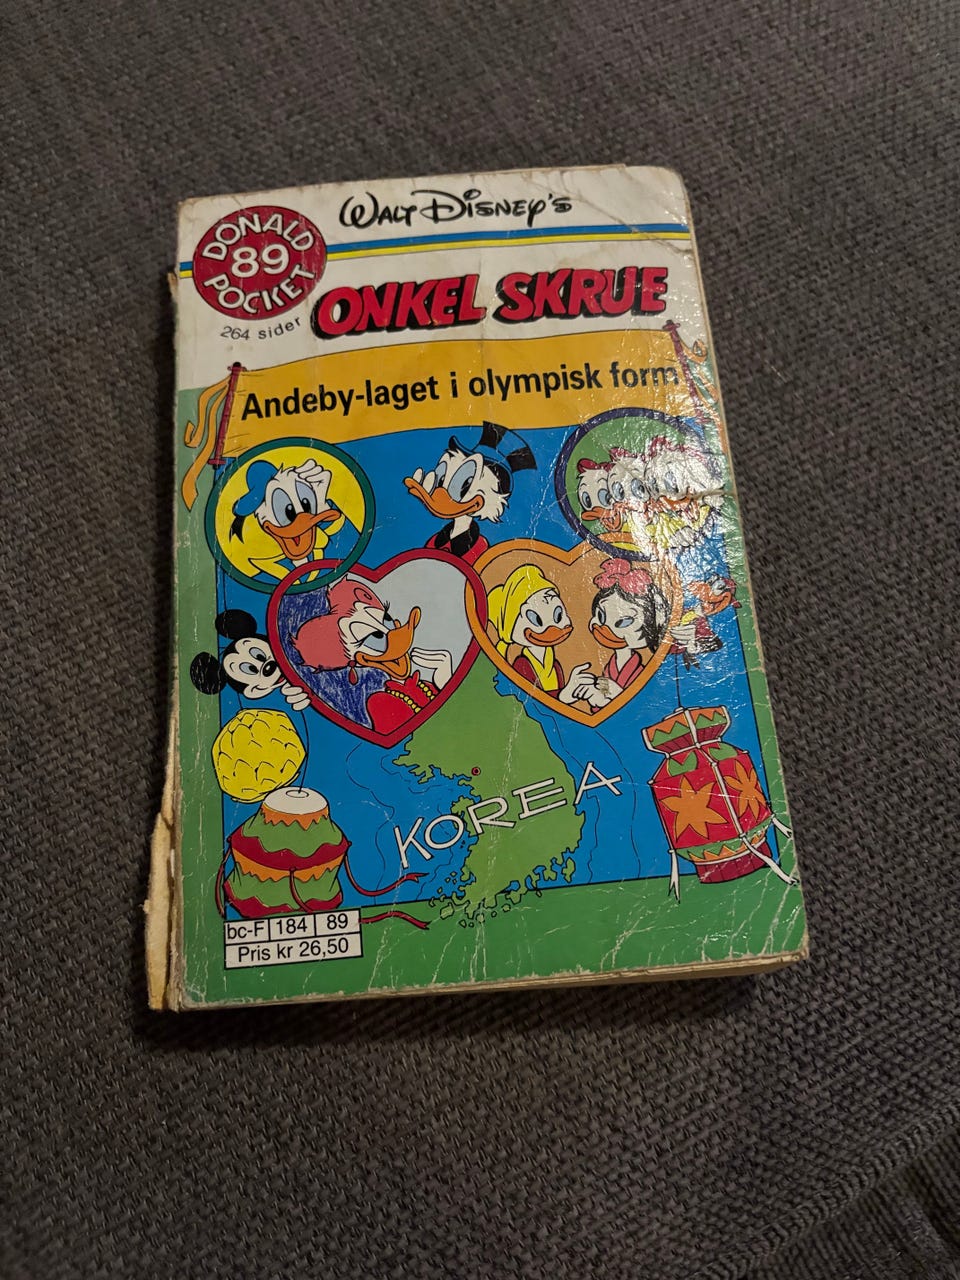 WALT DISNEY'S
DONALD
89
POCKET
264 sider
ONKEL SKRUE
Andeby-laget i olympisk form
KOREA
bc-F 184 89
Pris kr 26,50